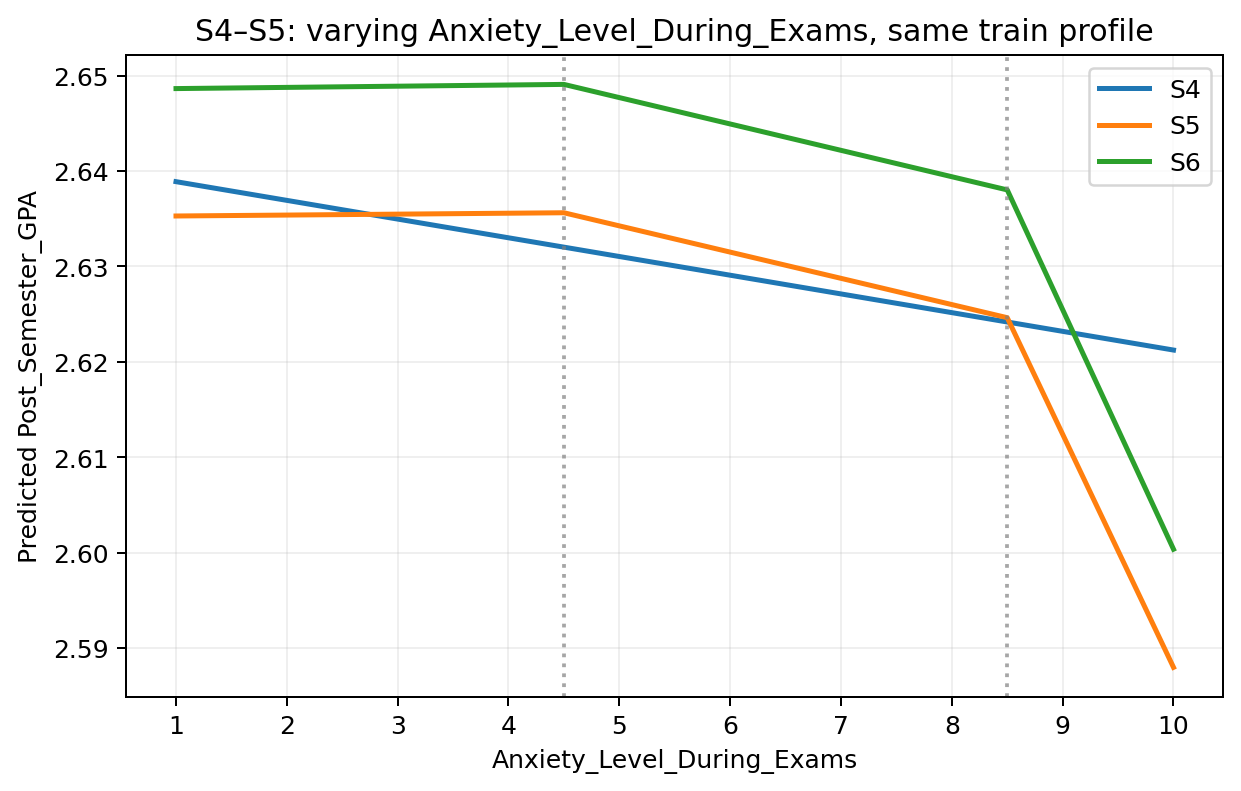 S4–S5: varying Anxiety_Level_During_Exams, same train profile
Predicted Post_Semester_GPA
2.65
2.64
2.63
2.62
2.61
2.60
2.59
S4
S5
S6
1 2 3 4 5 6 7 8 9 10
Anxiety_Level_During_Exams